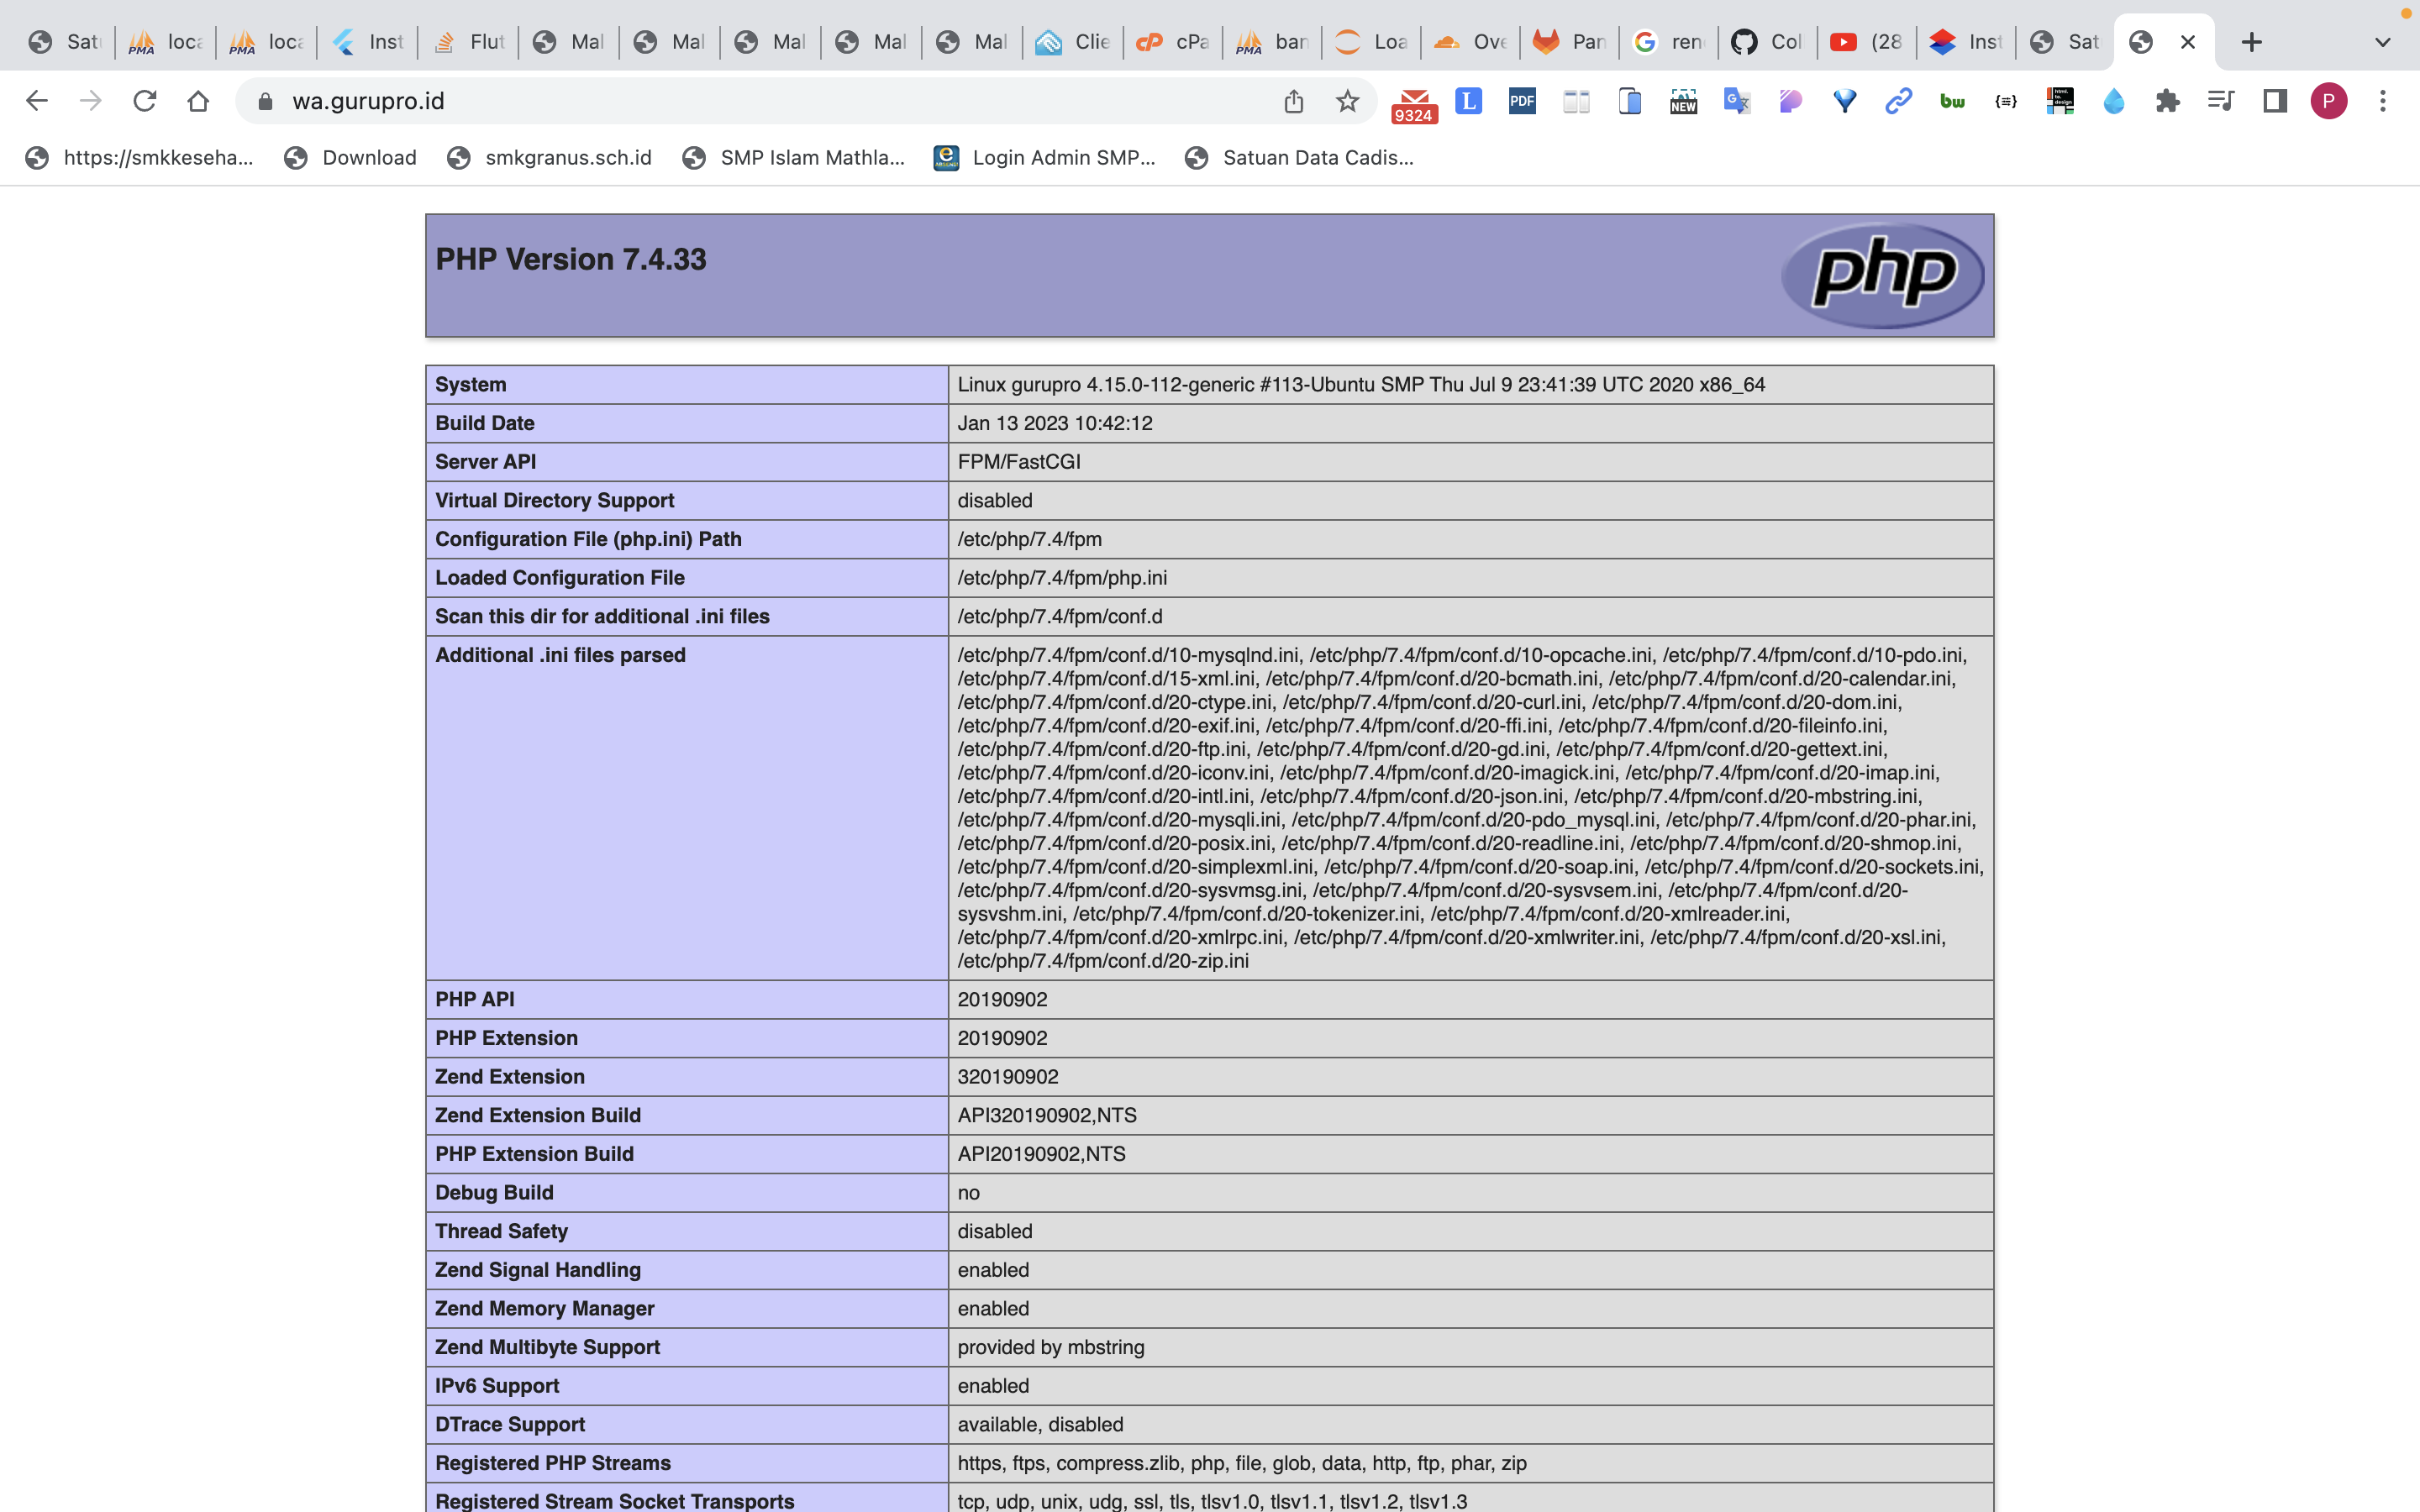 Sat
loca
loca
Inst
Flut
Mal
Mal
Mal
Mal
Mal
Clie
cPa
ban
Loa
Ove
Pan
ren
Col
(28
Inst
Sat
wa.gurupro.id
9324
L
PDF
NEW
bw
P
https://smkkeseha...
Download
smkgranus.sch.id
SMP Islam Mathla...
Login Admin SMP...
Satuan Data Cadis...
PHP Version 7.4.33
php
System Linux gurupro 4.15.0-112-generic #113-Ubuntu SMP Thu Jul 9 23:41:39 UTC 2020 x86_64
Build Date Jan 13 2023 10:42:12
Server API FPM/FastCGI
Virtual Directory Support disabled
Configuration File (php.ini) Path /etc/php/7.4/fpm
Loaded Configuration File /etc/php/7.4/fpm/php.ini
Scan this dir for additional .ini files /etc/php/7.4/fpm/conf.d
Additional .ini files parsed /etc/php/7.4/fpm/conf.d/10-mysqlnd.ini, /etc/php/7.4/fpm/conf.d/10-opcache.ini, /etc/php/7.4/fpm/conf.d/10-pdo.ini,
/etc/php/7.4/fpm/conf.d/15-xml.ini, /etc/php/7.4/fpm/conf.d/20-bcmath.ini, /etc/php/7.4/fpm/conf.d/20-calendar.ini,
/etc/php/7.4/fpm/conf.d/20-ctype.ini, /etc/php/7.4/fpm/conf.d/20-curl.ini, /etc/php/7.4/fpm/conf.d/20-dom.ini,
/etc/php/7.4/fpm/conf.d/20-exif.ini, /etc/php/7.4/fpm/conf.d/20-ffi.ini, /etc/php/7.4/fpm/conf.d/20-fileinfo.ini,
/etc/php/7.4/fpm/conf.d/20-ftp.ini, /etc/php/7.4/fpm/conf.d/20-gd.ini, /etc/php/7.4/fpm/conf.d/20-gettext.ini,
/etc/php/7.4/fpm/conf.d/20-iconv.ini, /etc/php/7.4/fpm/conf.d/20-imagick.ini, /etc/php/7.4/fpm/conf.d/20-imap.ini,
/etc/php/7.4/fpm/conf.d/20-intl.ini, /etc/php/7.4/fpm/conf.d/20-json.ini, /etc/php/7.4/fpm/conf.d/20-mbstring.ini,
/etc/php/7.4/fpm/conf.d/20-mysqli.ini, /etc/php/7.4/fpm/conf.d/20-pdo_mysql.ini, /etc/php/7.4/fpm/conf.d/20-phar.ini,
/etc/php/7.4/fpm/conf.d/20-posix.ini, /etc/php/7.4/fpm/conf.d/20-readline.ini, /etc/php/7.4/fpm/conf.d/20-shmop.ini,
/etc/php/7.4/fpm/conf.d/20-simplexml.ini, /etc/php/7.4/fpm/conf.d/20-soap.ini, /etc/php/7.4/fpm/conf.d/20-sockets.ini,
/etc/php/7.4/fpm/conf.d/20-sysvmsg.ini, /etc/php/7.4/fpm/conf.d/20-sysvsem.ini, /etc/php/7.4/fpm/conf.d/20-
sysvshm.ini, /etc/php/7.4/fpm/conf.d/20-tokenizer.ini, /etc/php/7.4/fpm/conf.d/20-xmlreader.ini,
/etc/php/7.4/fpm/conf.d/20-xmlrpc.ini, /etc/php/7.4/fpm/conf.d/20-xmlwriter.ini, /etc/php/7.4/fpm/conf.d/20-xsl.ini,
/etc/php/7.4/fpm/conf.d/20-zip.ini
PHP API 20190902
PHP Extension 20190902
Zend Extension 320190902
Zend Extension Build API320190902,NTS
PHP Extension Build API20190902,NTS
Debug Build no
Thread Safety disabled
Zend Signal Handling enabled
Zend Memory Manager enabled
Zend Multibyte Support provided by mbstring
IPv6 Support enabled
DTrace Support available, disabled
Registered PHP Streams https, ftps, compress.zlib, php, file, glob, data, http, ftp, phar, zip
Registered Stream Socket Transports tcp, udp, unix, udg, ssl, tls, tlsv1.0, tlsv1.1, tlsv1.2, tlsv1.3